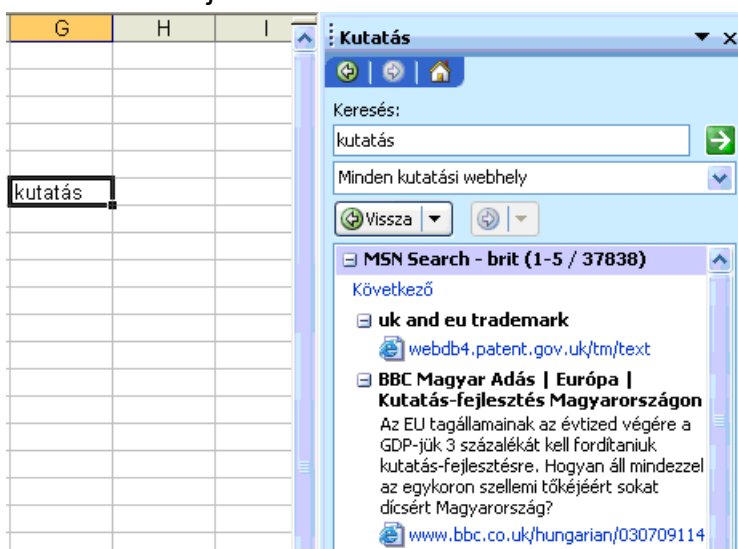 G H I
kutatás
Kutatás
Keresés:
kutatás
Minden kutatási webhely
Vissza
MSN Search - brit (1-5 / 37838)
Következő
uk and eu trademark
webdb4.patent.gov.uk/tm/text
BBC Magyar Adás | Európa |
Kutatás-fejlesztés Magyarországon
Az EU tagállamainak az évtized végére a
GDP-jük 3 százalékát kell fordítaniuk
kutatás-fejlesztésre. Hogyan áll mindezzel
az egykoron szellemi tőkéjéért sokat
dícsért Magyarország?
www.bbc.co.uk/hungarian/030709114